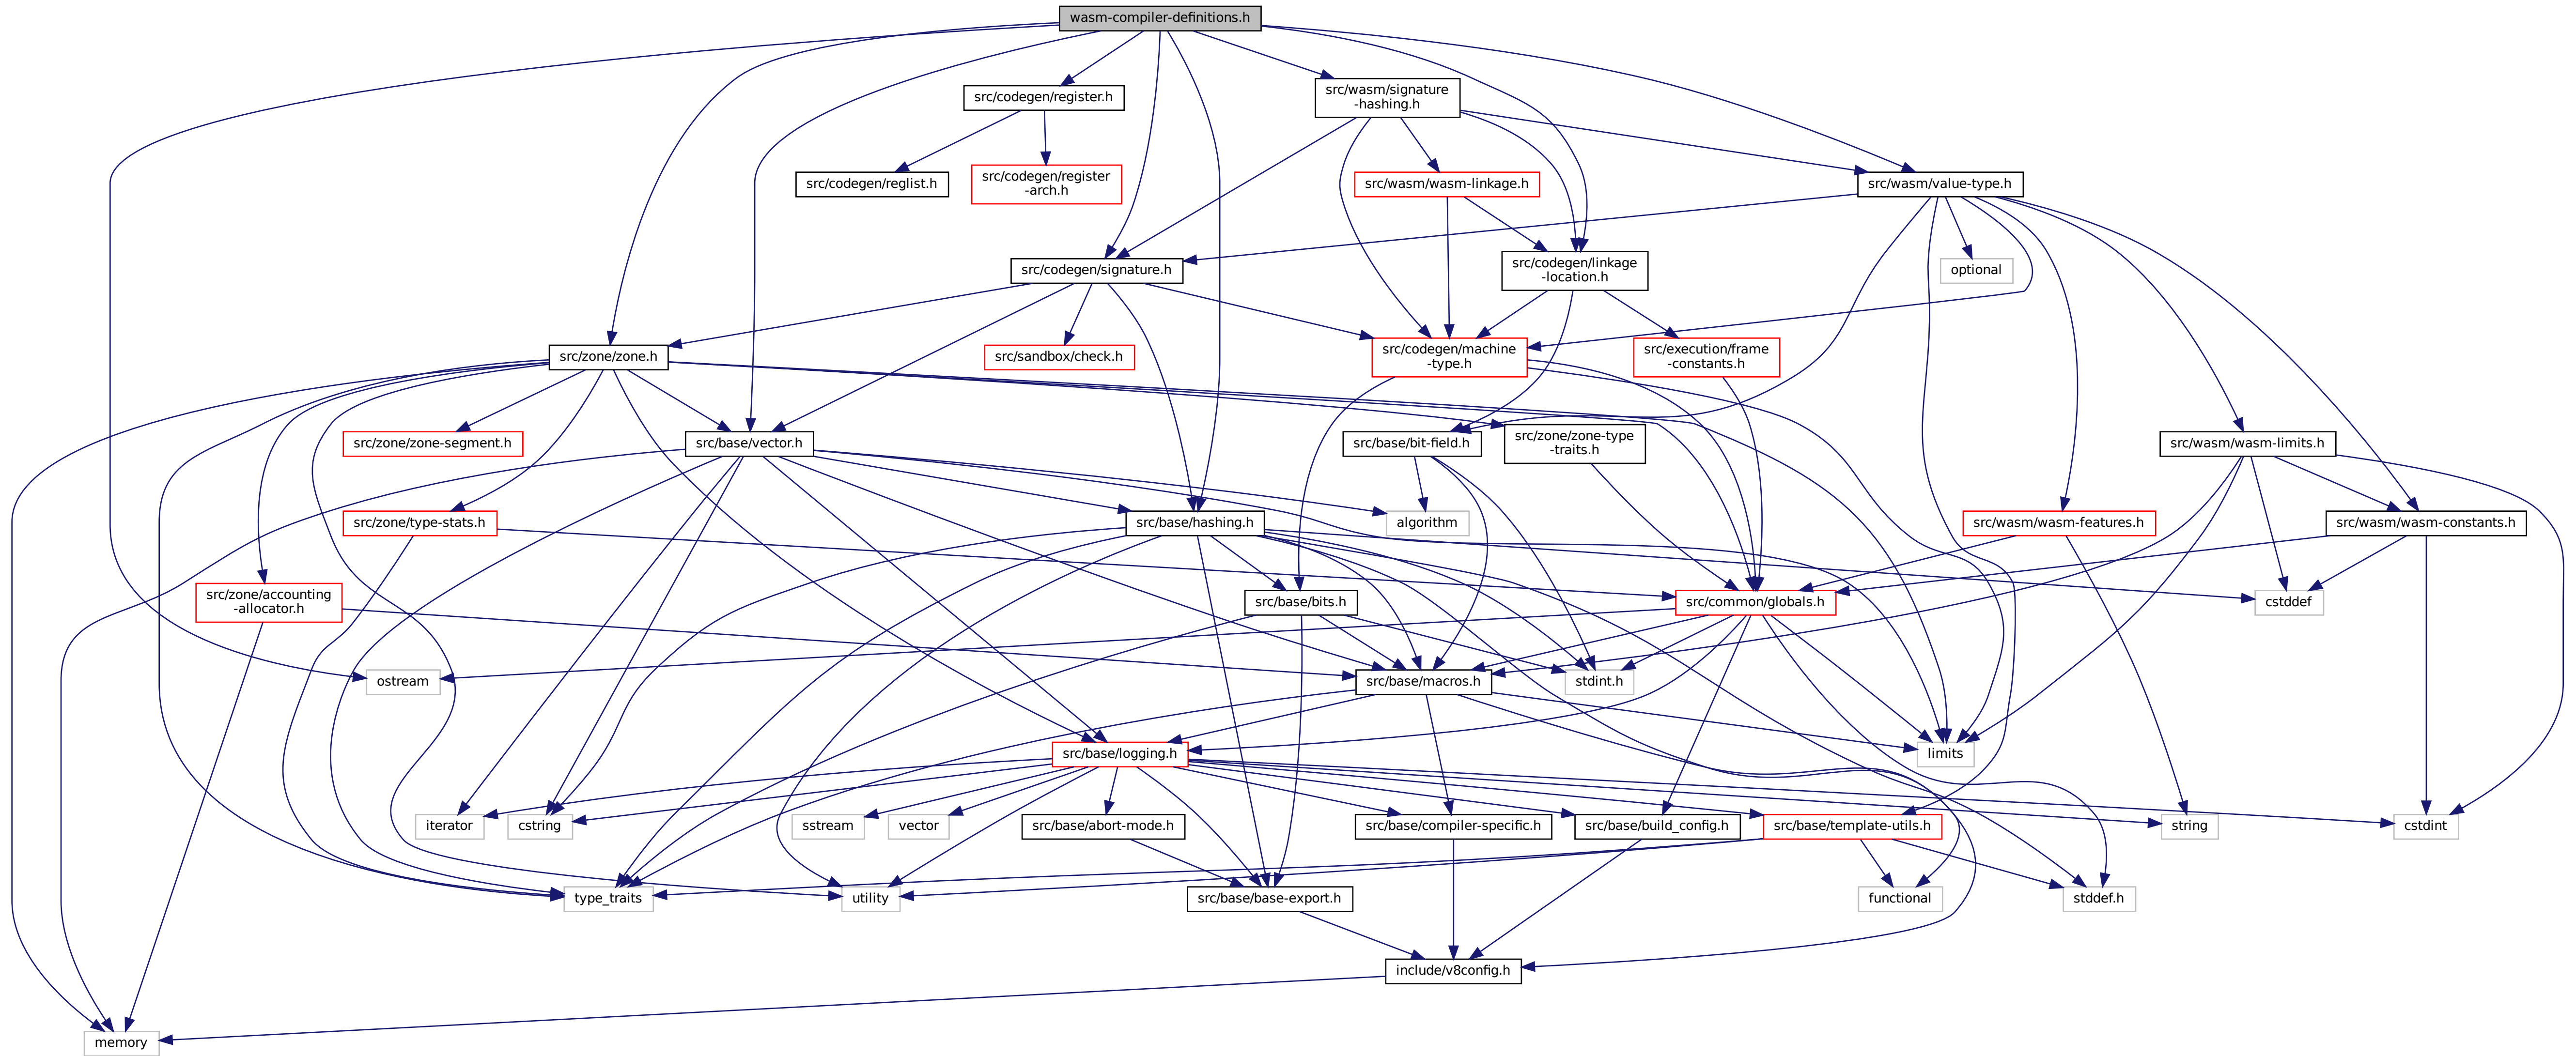 wasm-compiler-definitions.h
src/codegen/register.h
src/wasm/signature
-hashing.h
src/codegen/reglist.h
src/codegen/register
-arch.h
src/wasm/wasm-linkage.h
src/wasm/value-type.h
src/codegen/signature.h
src/codegen/linkage
-location.h
optional
src/zone/zone.h
src/sandbox/check.h
src/codegen/machine
-type.h
src/execution/frame
-constants.h
src/zone/zone-segment.h
src/base/vector.h
src/base/bit-field.h
src/zone/zone-type
-traits.h
src/wasm/wasm-limits.h
src/zone/type-stats.h
src/base/hashing.h
algorithm
src/wasm/wasm-features.h
src/wasm/wasm-constants.h
src/zone/accounting
-allocator.h
src/base/bits.h
src/common/globals.h
cstddef
ostream
src/base/macros.h
stdint.h
src/base/logging.h
limits
iterator
cstring
sstream
vector
src/base/abort-mode.h
src/base/compiler-specific.h
src/base/build_config.h
src/base/template-utils.h
string
cstdint
type_traits
utility
src/base/base-export.h
functional
stddef.h
include/v8config.h
memory